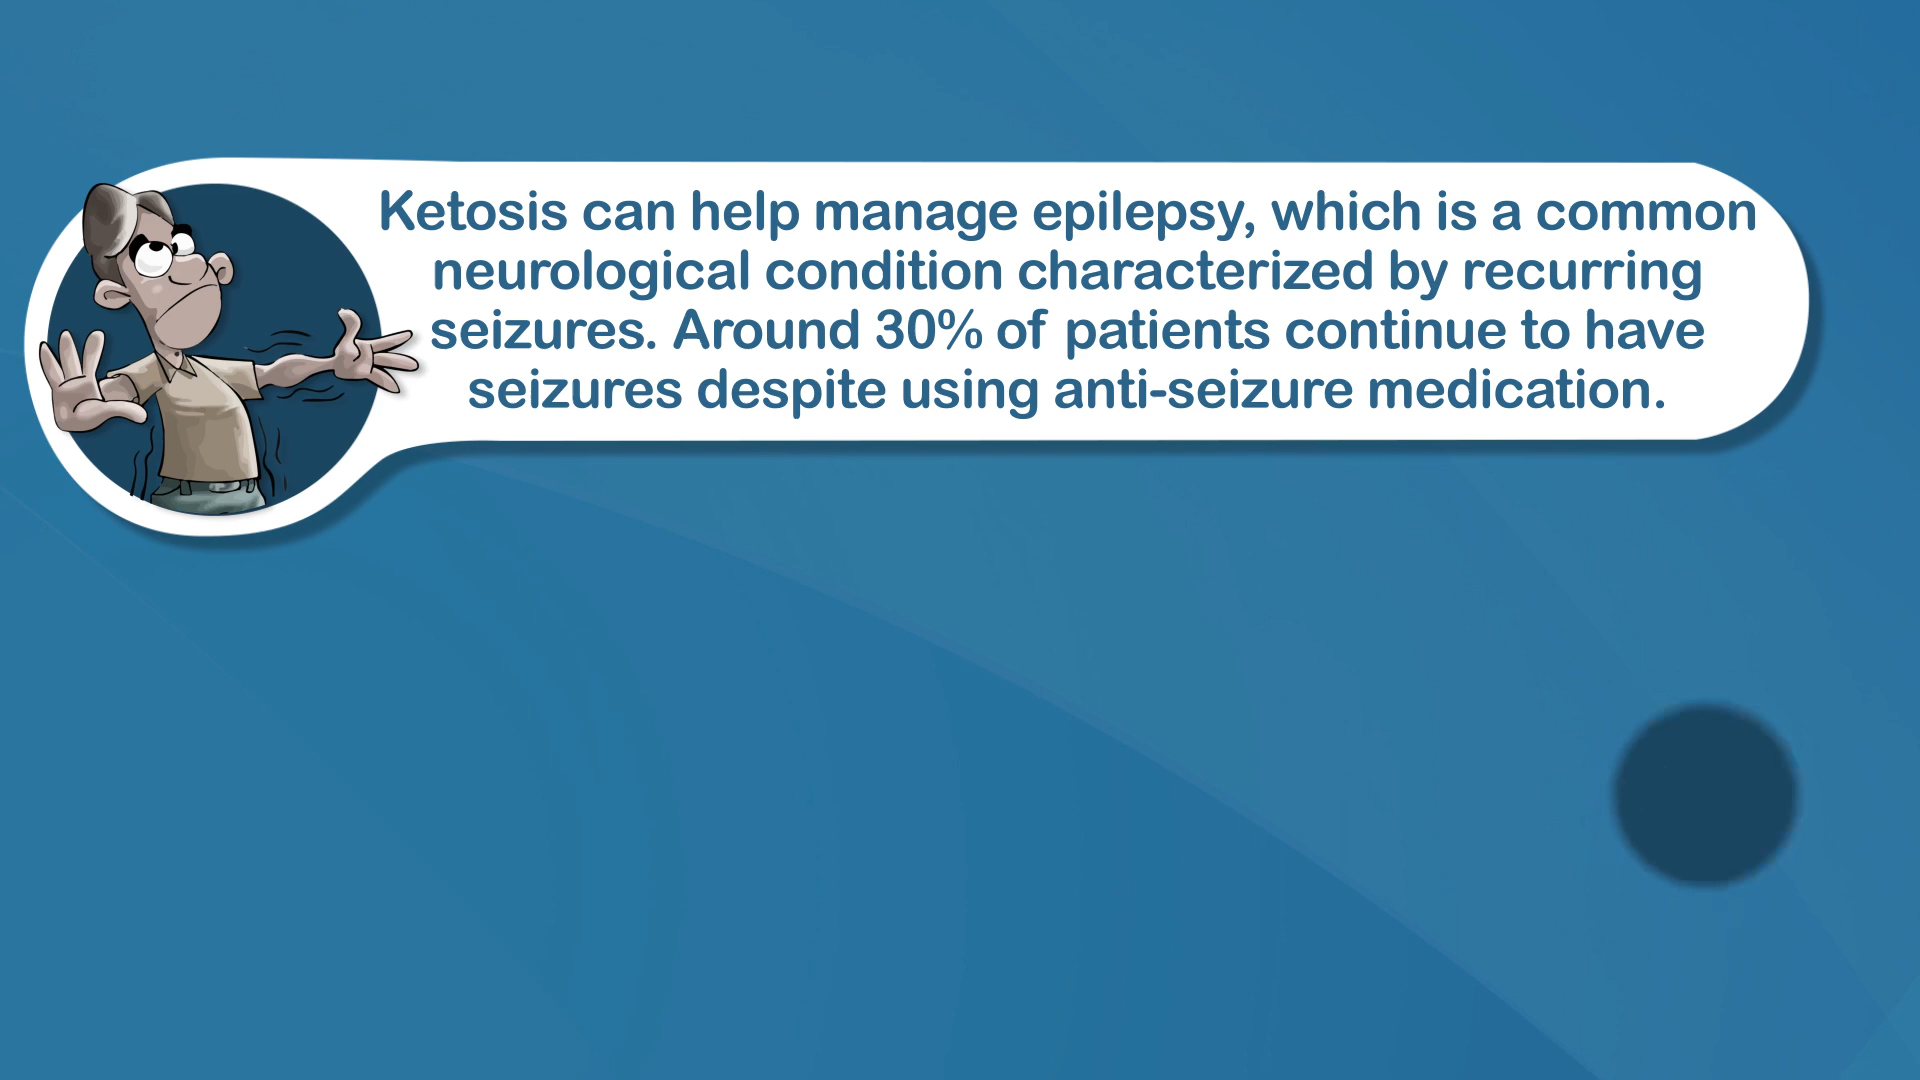 Ketosis can help manage epilepsy, which is a common
neurological condition characterized by recurring
seizures. Around 30% of patients continue to have
seizures despite using anti-seizure medication.